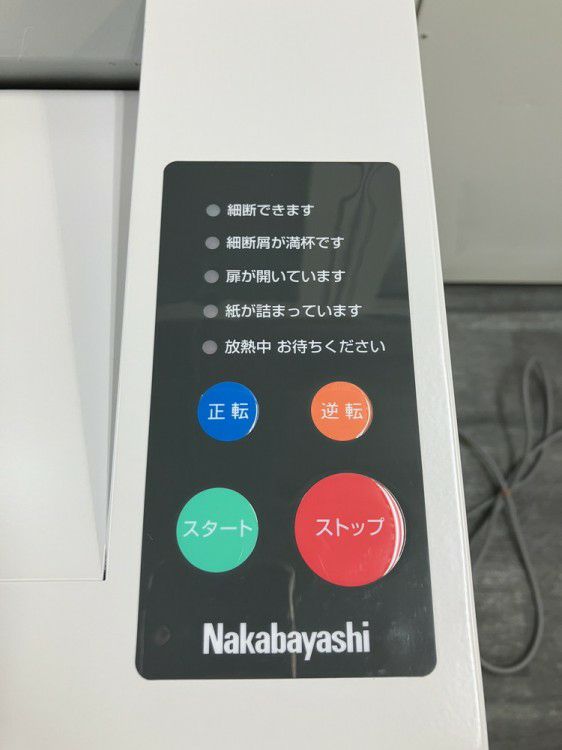 細断できます
細断屑が満杯です
扉が開いています
紙が詰まっています
放熱中 お待ちください
正転 逆転
スタート ストップ
Nakabayashi